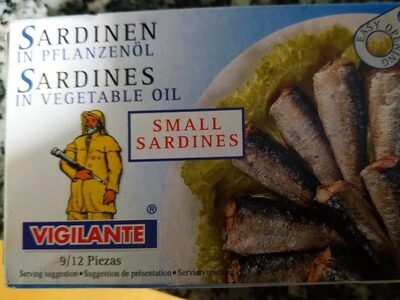 SARDINEN
IN PFLANZENÖL
SARDINES
IN VEGETABLE OIL
EASY OPENING
SMALL
SARDINES
VIGILANTE ®
9/12 Piezas
Serving suggestion • Suggestion de présentation • Serviervorschlag